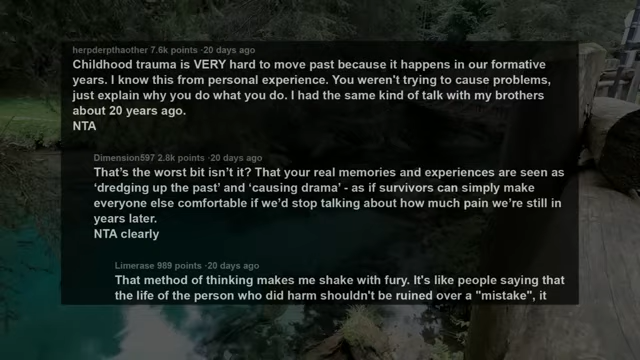 herpderpthaother 7.6k points ·20 days ago
Childhood trauma is VERY hard to move past because it happens in our formative
years. I know this from personal experience. You weren't trying to cause problems,
just explain why you do what you do. I had the same kind of talk with my brothers
about 20 years ago.
NTA
Dimension597 2.8k points ·20 days ago
That's the worst bit isn't it? That your real memories and experiences are seen as
'dredging up the past' and 'causing drama' - as if survivors can simply make
everyone else comfortable if we'd stop talking about how much pain we're still in
years later.
NTA clearly
Limerase 989 points ·20 days ago
That method of thinking makes me shake with fury. It's like people saying that
the life of the person who did harm shouldn't be ruined over a "mistake", it